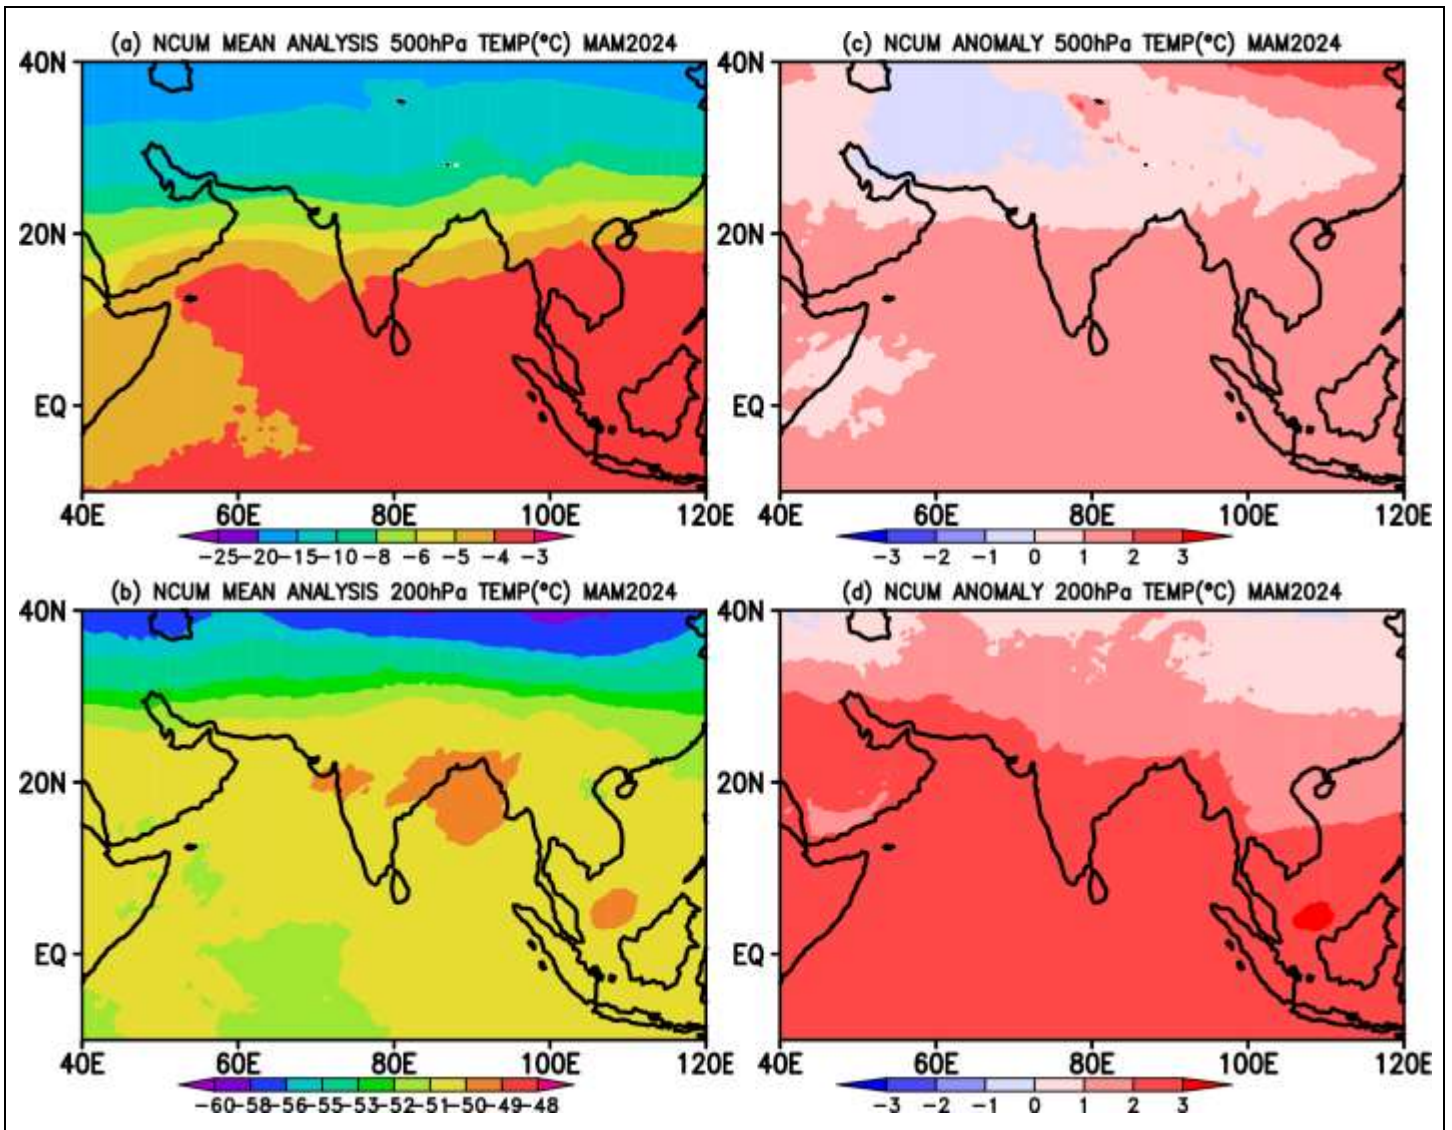 (a) NCUM MEAN ANALYSIS 500hPa TEMP(°C) MAM2024
40N
20N
EQ
40E 60E 80E 100E 120E
-25-20-15-10 -8 -6 -5 -4 -3
(c) NCUM ANOMALY 500hPa TEMP(°C) MAM2024
40N
20N
EQ
40E 60E 80E 100E 120E
-3 -2 -1 0 1 2 3
(b) NCUM MEAN ANALYSIS 200hPa TEMP(°C) MAM2024
40N
20N
EQ
40E 60E 80E 100E 120E
-60-58-56-55-53-52-51-50-49-48
(d) NCUM ANOMALY 200hPa TEMP(°C) MAM2024
40N
20N
EQ
40E 60E 80E 100E 120E
-3 -2 -1 0 1 2 3